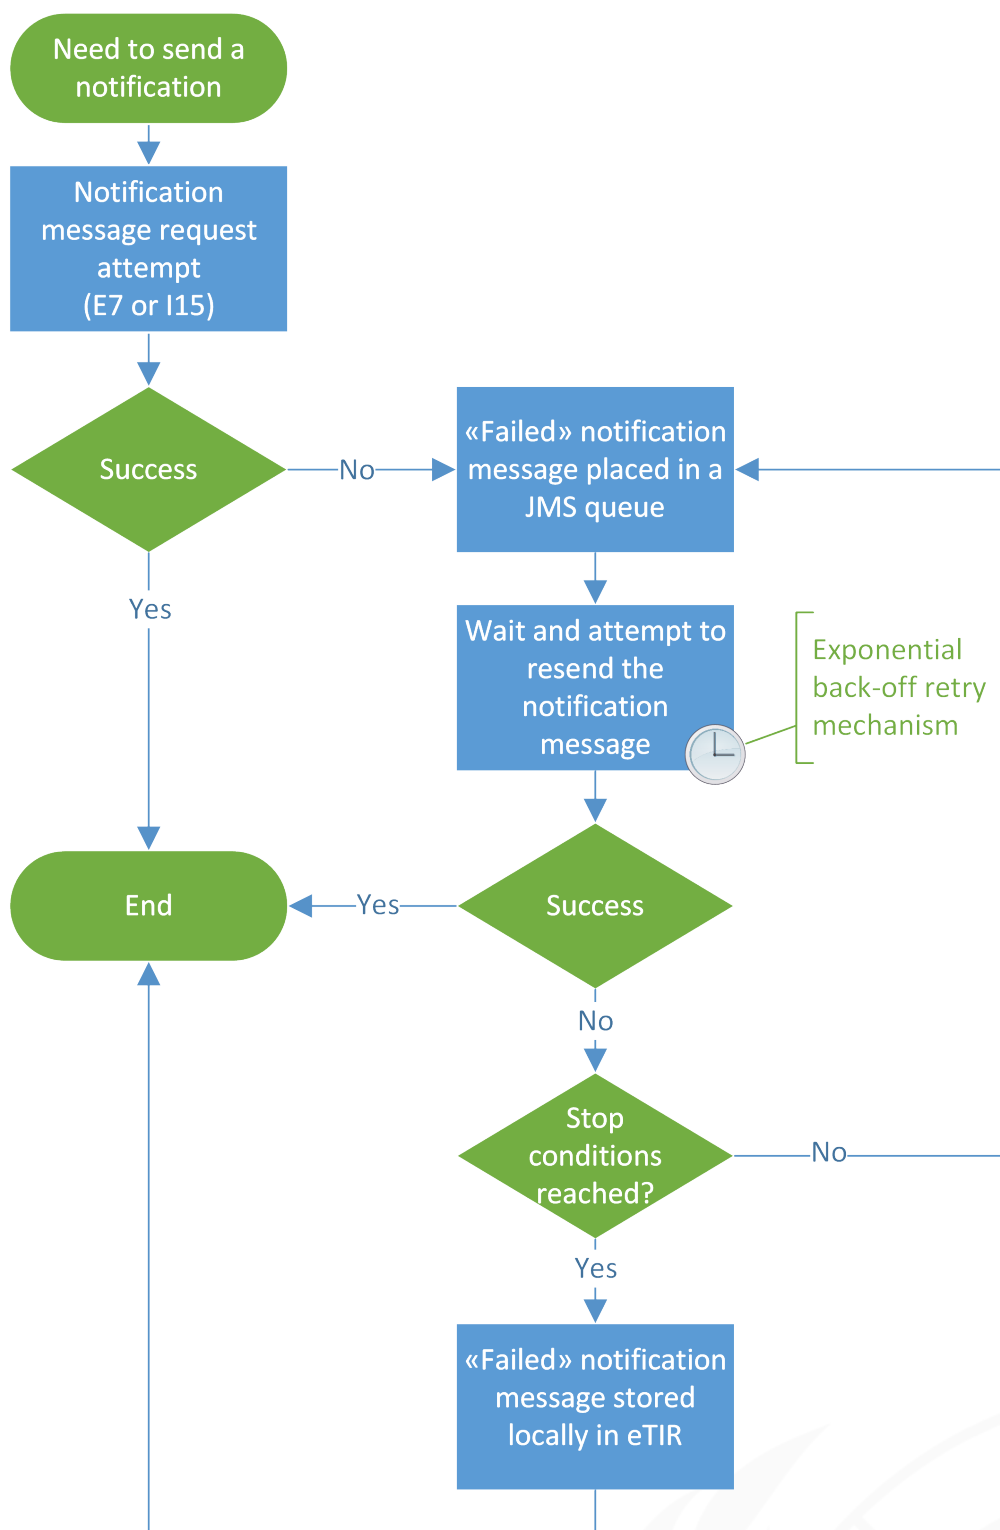 Need to send a
notification
Notification
message request
attempt
(E7 or I15)
Success
No
«Failed» notification
message placed in a
JMS queue
Yes
Wait and attempt to
resend the
notification
message
Exponential
back-off retry
mechanism
End
Yes
Success
No
Stop
conditions
reached?
No
Yes
«Failed» notification
message stored
locally in eTIR